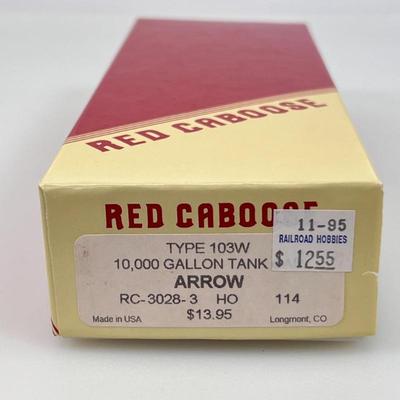 RED CABOOSE
RED CABOOSE
11-95
RAILROAD HOBBIES
$ 1255
TYPE 103W
10,000 GALLON TANK
ARROW
RC-3028-3 HO 114
Made in USA $13.95 Longmont, CO